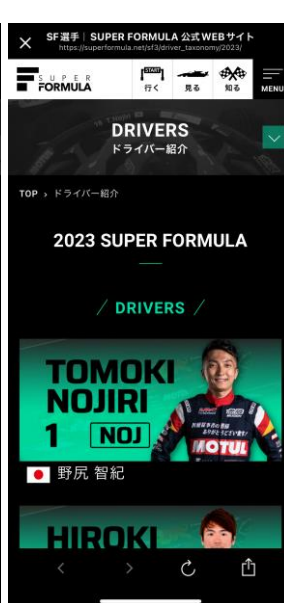 SF選手｜SUPER FORMULA 公式WEBサイト
https://superformula.net/sf3/driver_taxonomy/2023/
SUPER
FORMULA
START
行く
見る
知る
MENU
DRIVERS
ドライバー紹介
TOP › ドライバー紹介
2023 SUPER FORMULA
/ DRIVERS /
TOMOKI
NOJIRI
1 NOJ
MOTUL
野尻 智紀
HIROKI